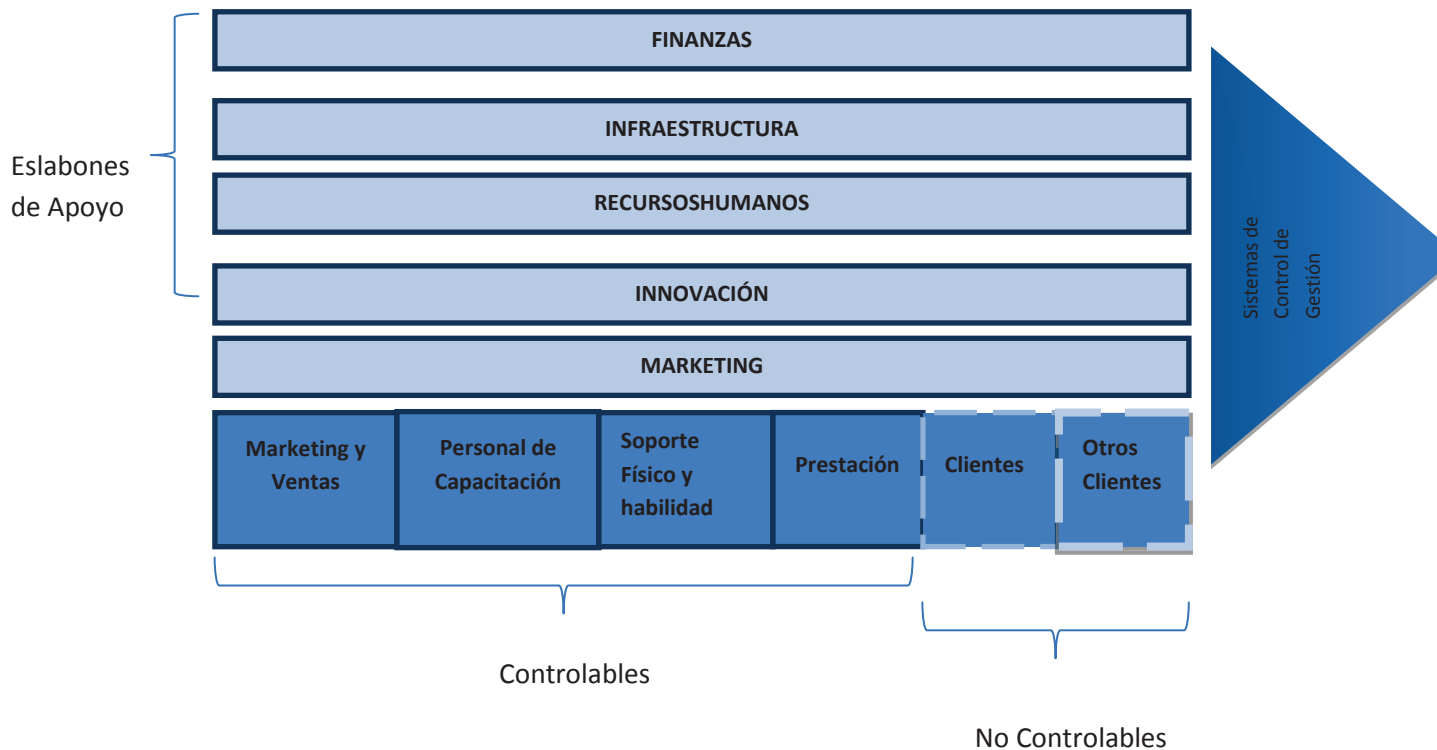 FINANZAS
INFRAESTRUCTURA
Eslabones
de Apoyo
RECURSOSHUMANOS
INNOVACIÓN
MARKETING
Sistemas de
Control de
Gestión
Marketing y
Ventas
Personal de
Capacitación
Soporte
Físico y
habilidad
Prestación
Clientes
Otros
Clientes
Controlables
No Controlables